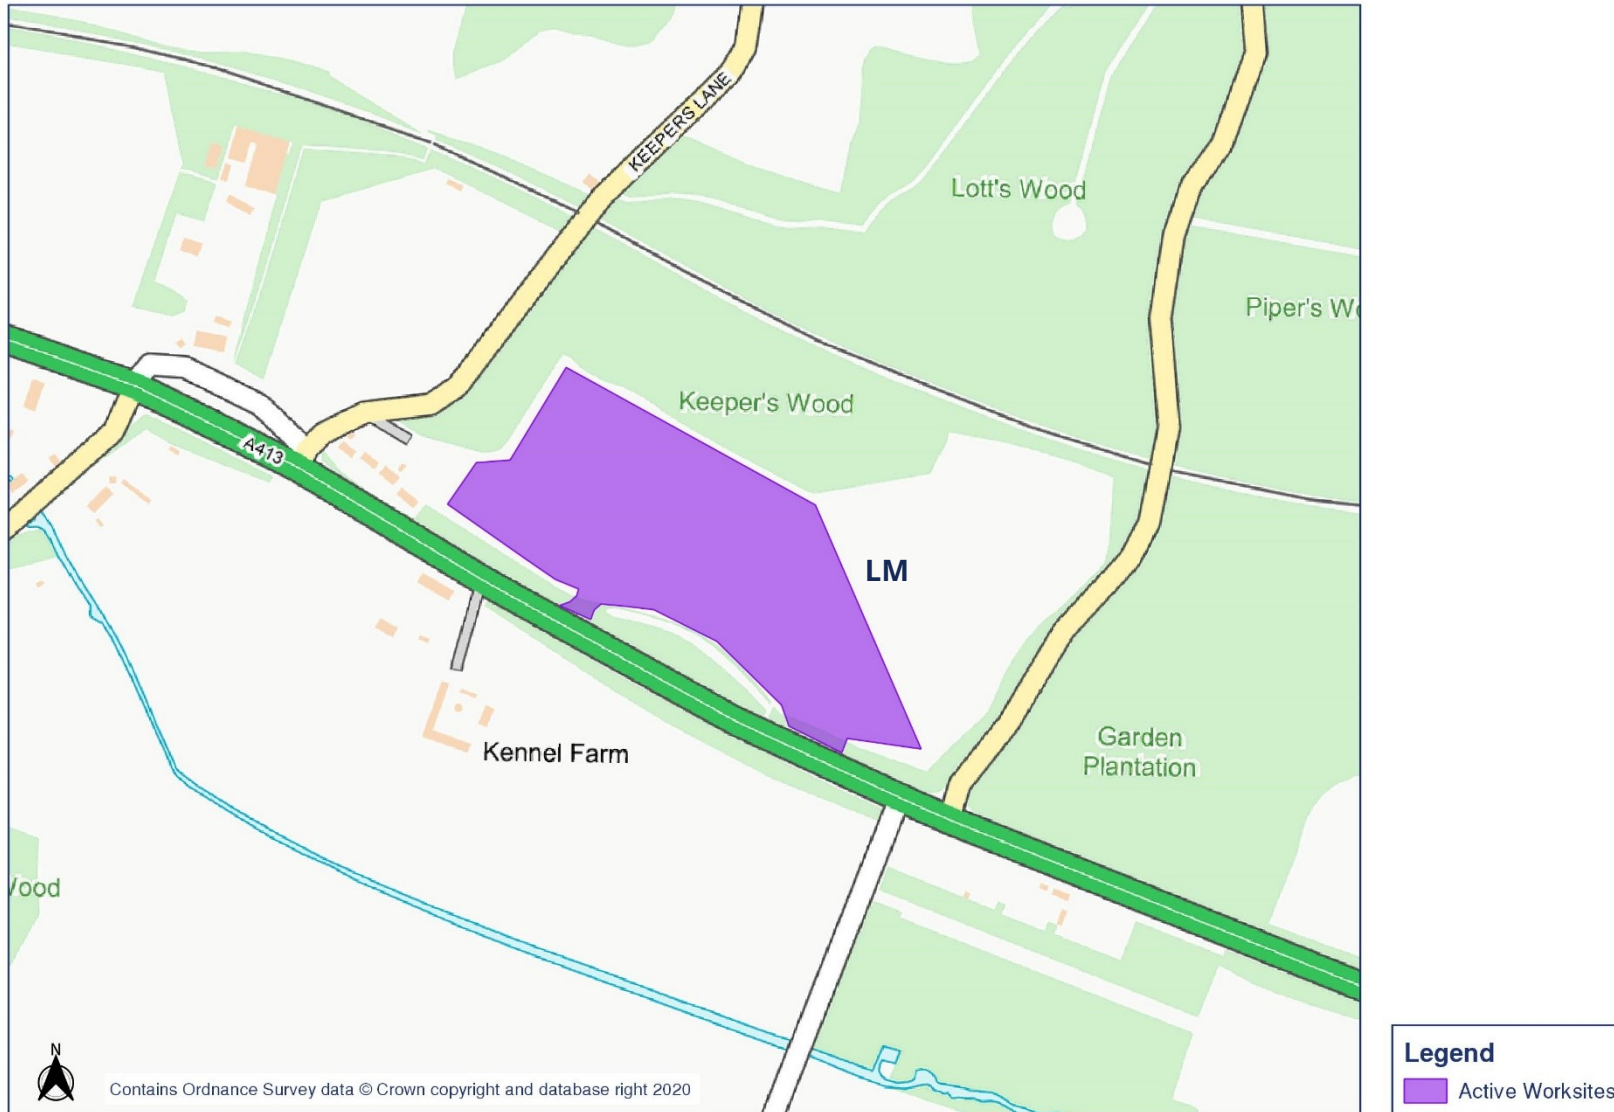 KEEPERS LANE
Lott's Wood
Piper's
Keeper's Wood
A413
LM
Kennel Farm
Garden
Plantation
N
Contains Ordnance Survey data © Crown copyright and database right 2020
Legend
Active Worksites